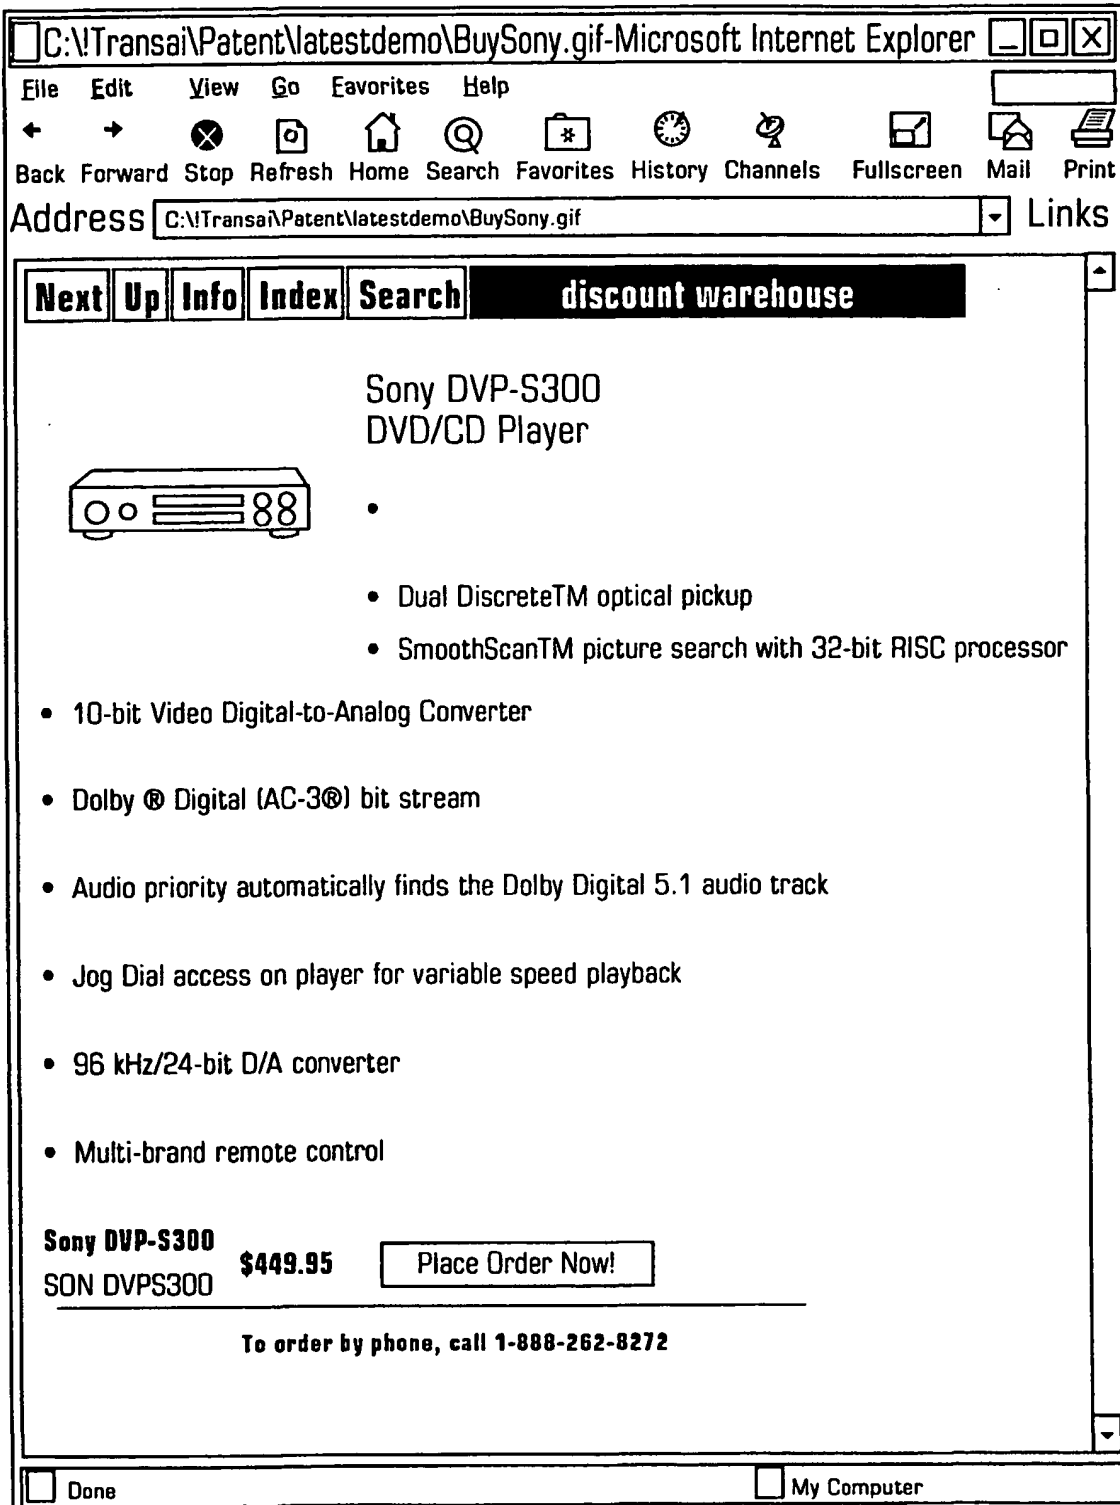 C:\!Transai\Patent\latestdemo\BuySony.gif-Microsoft Internet Explorer
File Edit View Go Favorites Help
Back Forward Stop Refresh Home Search Favorites History Channels Fullscreen Mail Print
Address C:\!Transai\Patent\latestdemo\BuySony.gif Links
Next Up Info Index Search discount warehouse
Sony DVP-S300
DVD/CD Player
•
• Dual DiscreteTM optical pickup
• SmoothScanTM picture search with 32-bit RISC processor
• 10-bit Video Digital-to-Analog Converter
• Dolby ® Digital (AC-3®) bit stream
• Audio priority automatically finds the Dolby Digital 5.1 audio track
• Jog Dial access on player for variable speed playback
• 96 kHz/24-bit D/A converter
• Multi-brand remote control
Sony DVP-S300
SON DVPS300
$449.95
Place Order Now!
To order by phone, call 1-888-262-8272
Done My Computer